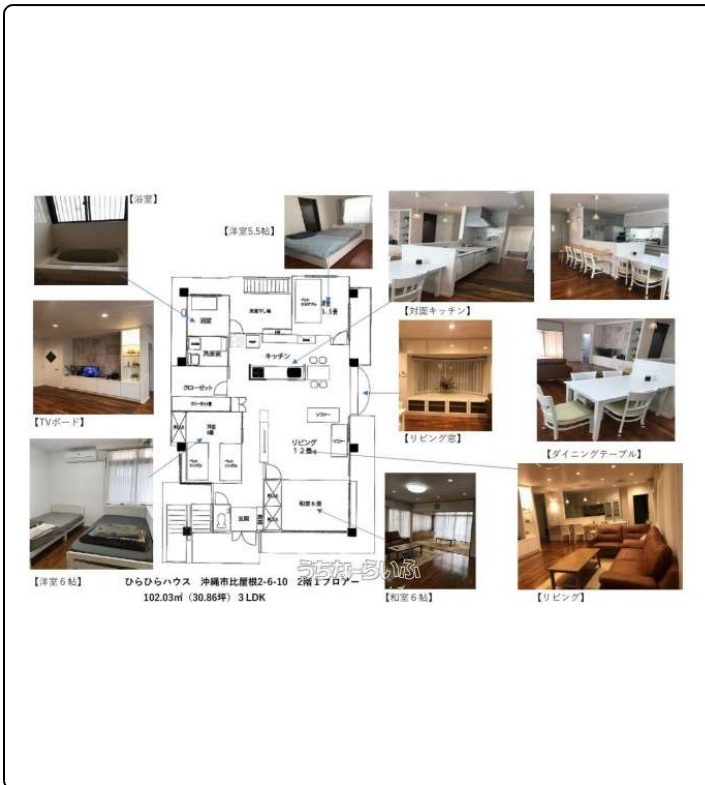 【浴室】
【洋室5.5帖】
【対面キッチン】
浴室
洗面室
キッチン
クローゼット
【TVボード】
【リビング窓】
【ダイニングテーブル】
ソファー
リビング
12畳
和室6畳
玄関
うちなーらいふ
【洋室6帖】
ひらひらハウス 沖縄市比屋根2-6-10 2階1フロアー
102.03㎡（30.86坪）3LDK
【和室6帖】
【リビング】